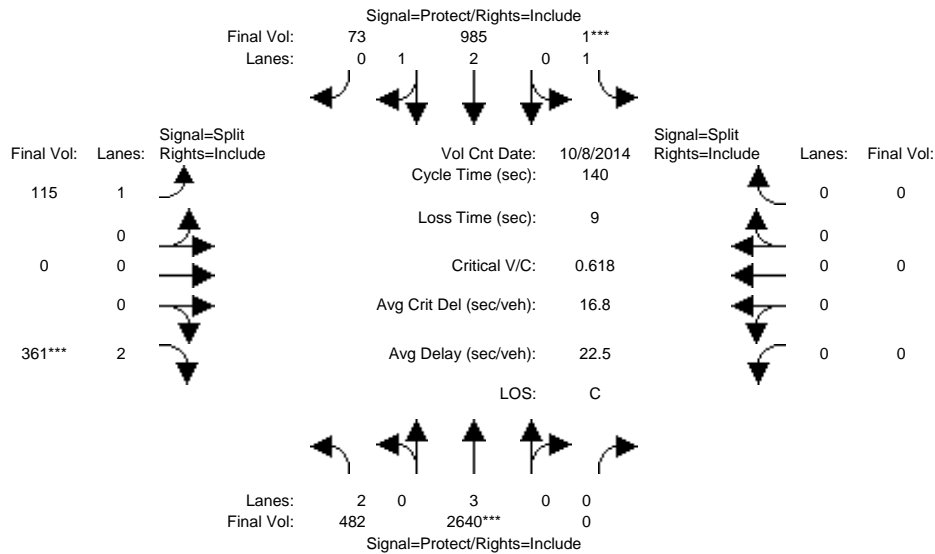 Signal=Protect/Rights=Include
Final Vol: 73 985 1***
Lanes: 0 1 2 0 1
Signal=Split Signal=Split
Final Vol: Lanes: Rights=Include Vol Cnt Date: 10/8/2014 Rights=Include Lanes: Final Vol:
Cycle Time (sec): 140
115 1 0 0
Loss Time (sec): 9
0 0
0 0 Critical V/C: 0.618 0 0
0 Avg Crit Del (sec/veh): 16.8 0
361*** 2 Avg Delay (sec/veh): 22.5 0 0
LOS: C
Lanes: 2 0 3 0 0
Final Vol: 482 2640*** 0
Signal=Protect/Rights=Include